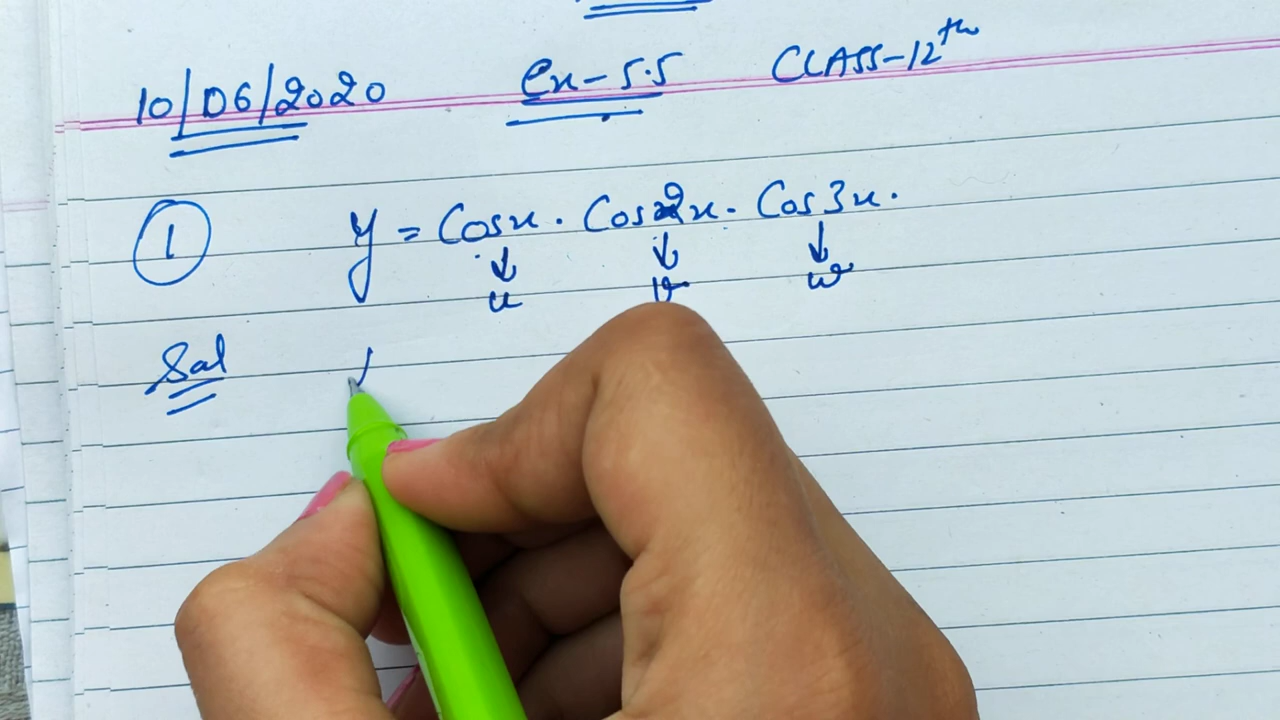 10/06/2020 Ex-5.5 CLASS-12th
1 y = Cosx . Cos2x . Cos3x .
u v w
Sol